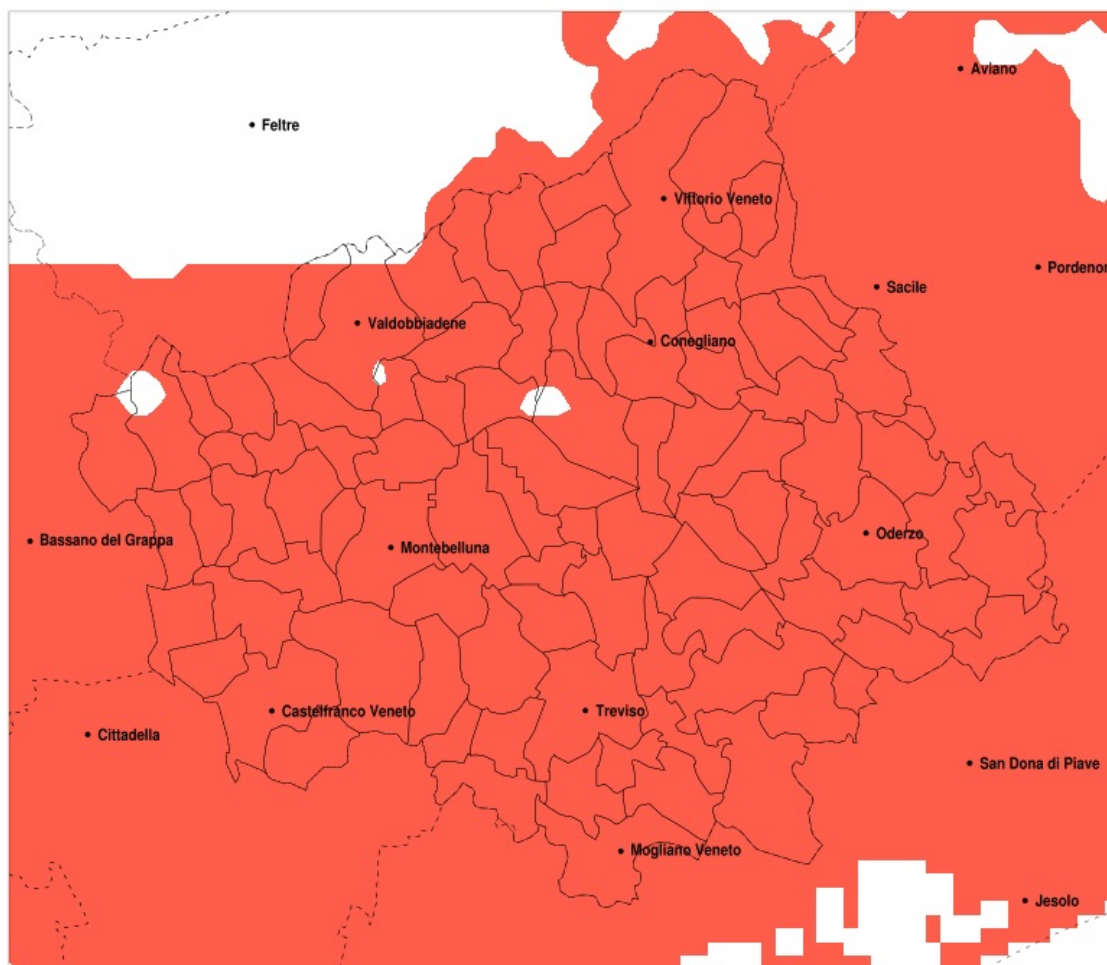 Aviano
Feltre
Vittorio Veneto
Pordenon
Sacile
Valdobbiadene
Conegliano
Oderzo
Bassano del Grappa
Montebelluna
Castelfranco Veneto
Treviso
Cittadella
San Dona di Piave
Mogliano Veneto
Jesolo